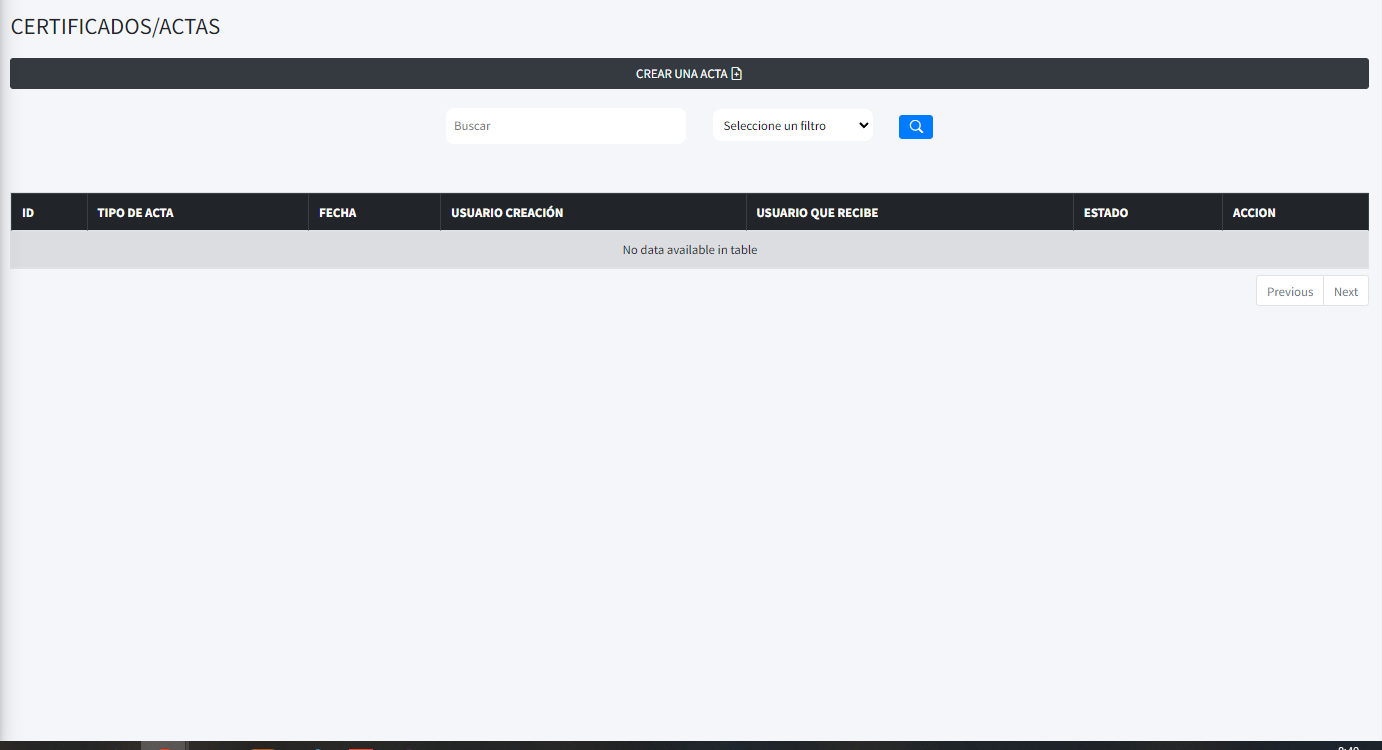 CERTIFICADOS/ACTAS
CREAR UNA ACTA
Buscar Seleccione un filtro
ID TIPO DE ACTA FECHA USUARIO CREACIÓN USUARIO QUE RECIBE ESTADO ACCION
No data available in table
Previous Next